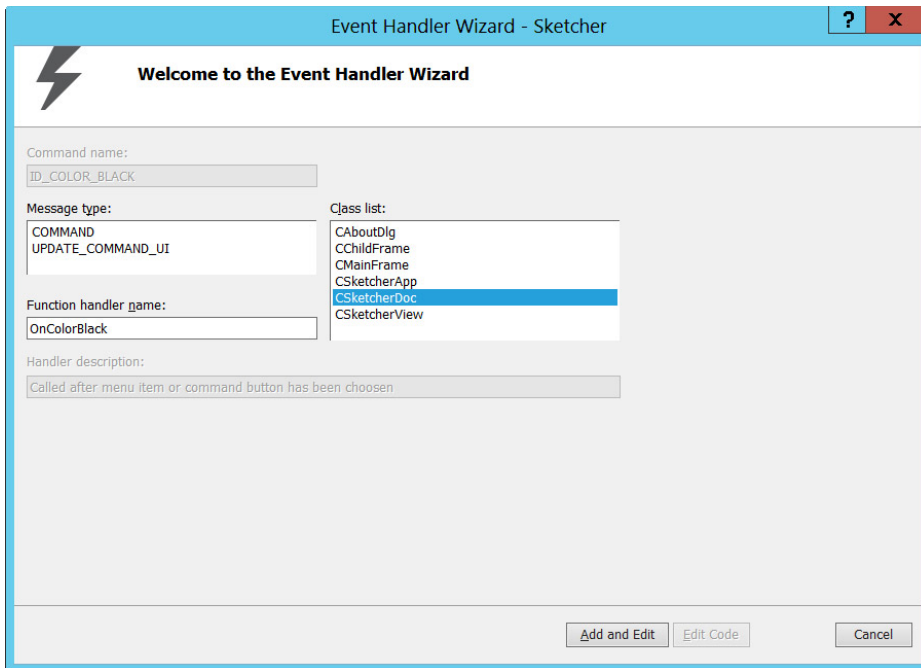 Event Handler Wizard - Sketcher
? X
Welcome to the Event Handler Wizard
Command name:
ID_COLOR_BLACK
Message type:
COMMAND
UPDATE_COMMAND_UI
Class list:
CAboutDlg
CChildFrame
CMainFrame
CSketcherApp
CSketcherDoc
CSketcherView
Function handler name:
OnColorBlack
Handler description:
Called after menu item or command button has been choosen
Add and Edit
Edit Code
Cancel